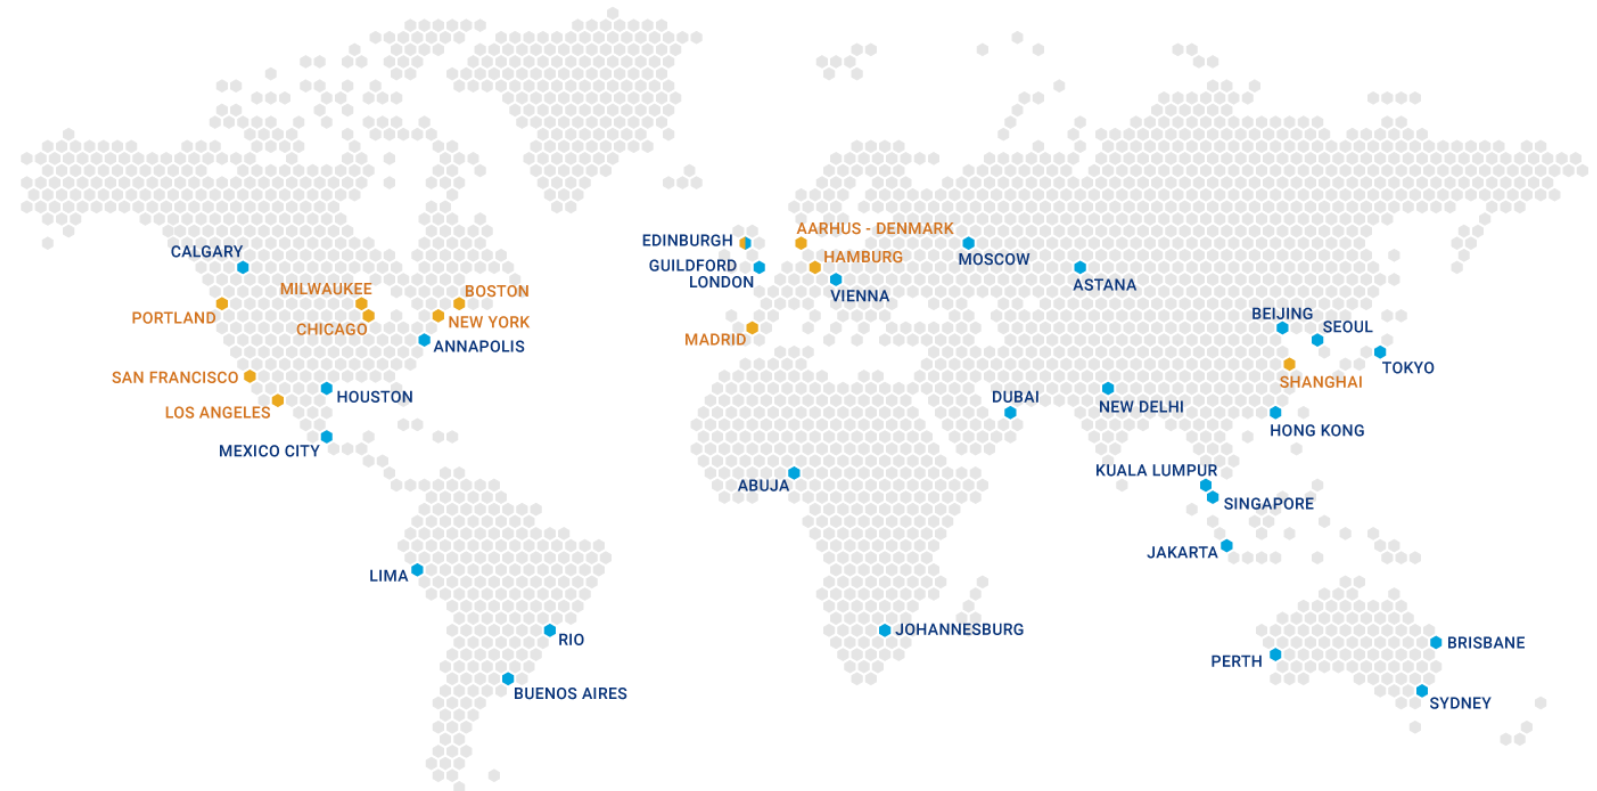 AARHUS - DENMARK
EDINBURGH
CALGARY
HAMBURG
MOSCOW
GUILDFORD
LONDON
ASTANA
MILWAUKEE
BOSTON
VIENNA
PORTLAND
CHICAGO
NEW YORK
BEIJING
SEOUL
MADRID
ANNAPOLIS
TOKYO
SAN FRANCISCO
SHANGHAI
HOUSTON
DUBAI
NEW DELHI
LOS ANGELES
HONG KONG
MEXICO CITY
KUALA LUMPUR
ABUJA
SINGAPORE
JAKARTA
LIMA
JOHANNESBURG
RIO
BRISBANE
PERTH
BUENOS AIRES
SYDNEY